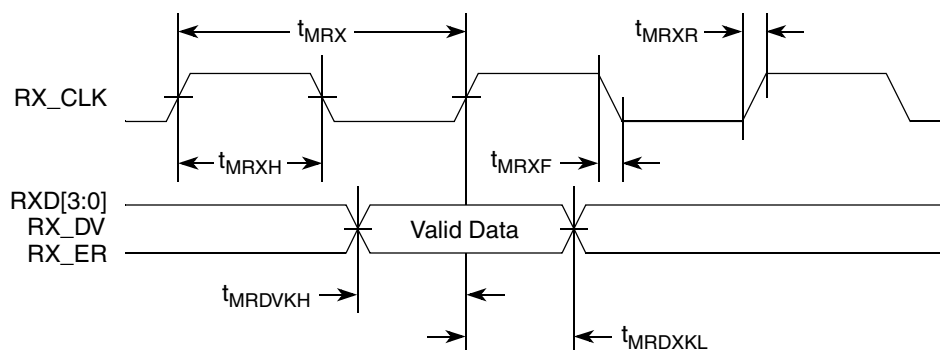 tMRX
tMRXR
RX_CLK
tMRXH
tMRXF
RXD[3:0]
RX_DV
Valid Data
RX_ER
tMRDVKH
tMRDXKL